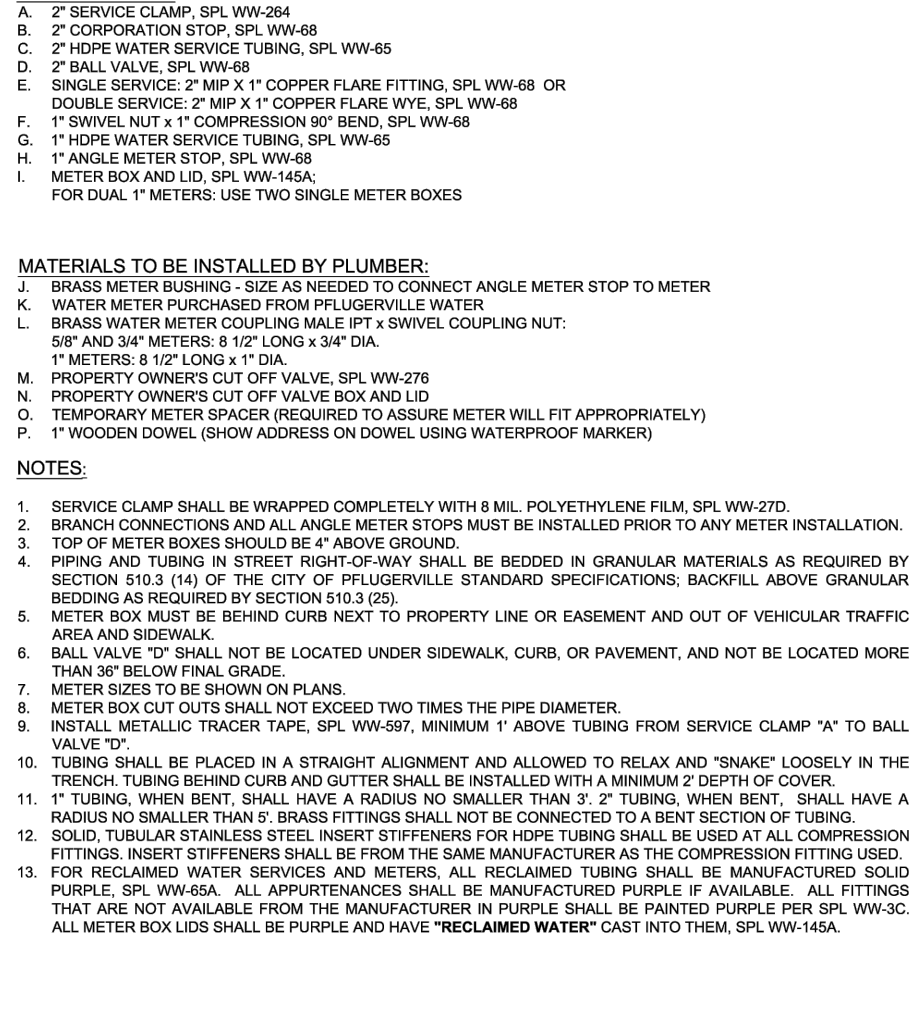 A. 2" SERVICE CLAMP, SPL WW-264
B. 2" CORPORATION STOP, SPL WW-68
C. 2" HDPE WATER SERVICE TUBING, SPL WW-65
D. 2" BALL VALVE, SPL WW-68
E. SINGLE SERVICE: 2" MIP X 1" COPPER FLARE FITTING, SPL WW-68 OR
DOUBLE SERVICE: 2" MIP X 1" COPPER FLARE WYE, SPL WW-68
F. 1" SWIVEL NUT x 1" COMPRESSION 90° BEND, SPL WW-68
G. 1" HDPE WATER SERVICE TUBING, SPL WW-65
H. 1" ANGLE METER STOP, SPL WW-68
I. METER BOX AND LID, SPL WW-145A;
FOR DUAL 1" METERS: USE TWO SINGLE METER BOXES
MATERIALS TO BE INSTALLED BY PLUMBER:
J. BRASS METER BUSHING - SIZE AS NEEDED TO CONNECT ANGLE METER STOP TO METER
K. WATER METER PURCHASED FROM PFLUGERVILLE WATER
L. BRASS WATER METER COUPLING MALE IPT x SWIVEL COUPLING NUT:
5/8" AND 3/4" METERS: 8 1/2" LONG x 3/4" DIA.
1" METERS: 8 1/2" LONG x 1" DIA.
M. PROPERTY OWNER'S CUT OFF VALVE, SPL WW-276
N. PROPERTY OWNER'S CUT OFF VALVE BOX AND LID
O. TEMPORARY METER SPACER (REQUIRED TO ASSURE METER WILL FIT APPROPRIATELY)
P. 1" WOODEN DOWEL (SHOW ADDRESS ON DOWEL USING WATERPROOF MARKER)
NOTES:
1. SERVICE CLAMP SHALL BE WRAPPED COMPLETELY WITH 8 MIL. POLYETHYLENE FILM, SPL WW-27D.
2. BRANCH CONNECTIONS AND ALL ANGLE METER STOPS MUST BE INSTALLED PRIOR TO ANY METER INSTALLATION.
3. TOP OF METER BOXES SHOULD BE 4" ABOVE GROUND.
4. PIPING AND TUBING IN STREET RIGHT-OF-WAY SHALL BE BEDDED IN GRANULAR MATERIALS AS REQUIRED BY
SECTION 510.3 (14) OF THE CITY OF PFLUGERVILLE STANDARD SPECIFICATIONS; BACKFILL ABOVE GRANULAR
BEDDING AS REQUIRED BY SECTION 510.3 (25).
5. METER BOX MUST BE BEHIND CURB NEXT TO PROPERTY LINE OR EASEMENT AND OUT OF VEHICULAR TRAFFIC
AREA AND SIDEWALK.
6. BALL VALVE "D" SHALL NOT BE LOCATED UNDER SIDEWALK, CURB, OR PAVEMENT, AND NOT BE LOCATED MORE
THAN 36" BELOW FINAL GRADE.
7. METER SIZES TO BE SHOWN ON PLANS.
8. METER BOX CUT OUTS SHALL NOT EXCEED TWO TIMES THE PIPE DIAMETER.
9. INSTALL METALLIC TRACER TAPE, SPL WW-597, MINIMUM 1' ABOVE TUBING FROM SERVICE CLAMP "A" TO BALL
VALVE "D".
10. TUBING SHALL BE PLACED IN A STRAIGHT ALIGNMENT AND ALLOWED TO RELAX AND "SNAKE" LOOSELY IN THE
TRENCH. TUBING BEHIND CURB AND GUTTER SHALL BE INSTALLED WITH A MINIMUM 2' DEPTH OF COVER.
11. 1" TUBING, WHEN BENT, SHALL HAVE A RADIUS NO SMALLER THAN 3'. 2" TUBING, WHEN BENT, SHALL HAVE A
RADIUS NO SMALLER THAN 5'. BRASS FITTINGS SHALL NOT BE CONNECTED TO A BENT SECTION OF TUBING.
12. SOLID, TUBULAR STAINLESS STEEL INSERT STIFFENERS FOR HDPE TUBING SHALL BE USED AT ALL COMPRESSION
FITTINGS. INSERT STIFFENERS SHALL BE FROM THE SAME MANUFACTURER AS THE COMPRESSION FITTING USED.
13. FOR RECLAIMED WATER SERVICES AND METERS, ALL RECLAIMED TUBING SHALL BE MANUFACTURED SOLID
PURPLE, SPL WW-65A. ALL APPURTENANCES SHALL BE MANUFACTURED PURPLE IF AVAILABLE. ALL FITTINGS
THAT ARE NOT AVAILABLE FROM THE MANUFACTURER IN PURPLE SHALL BE PAINTED PURPLE PER SPL WW-3C.
ALL METER BOX LIDS SHALL BE PURPLE AND HAVE "RECLAIMED WATER" CAST INTO THEM, SPL WW-145A.